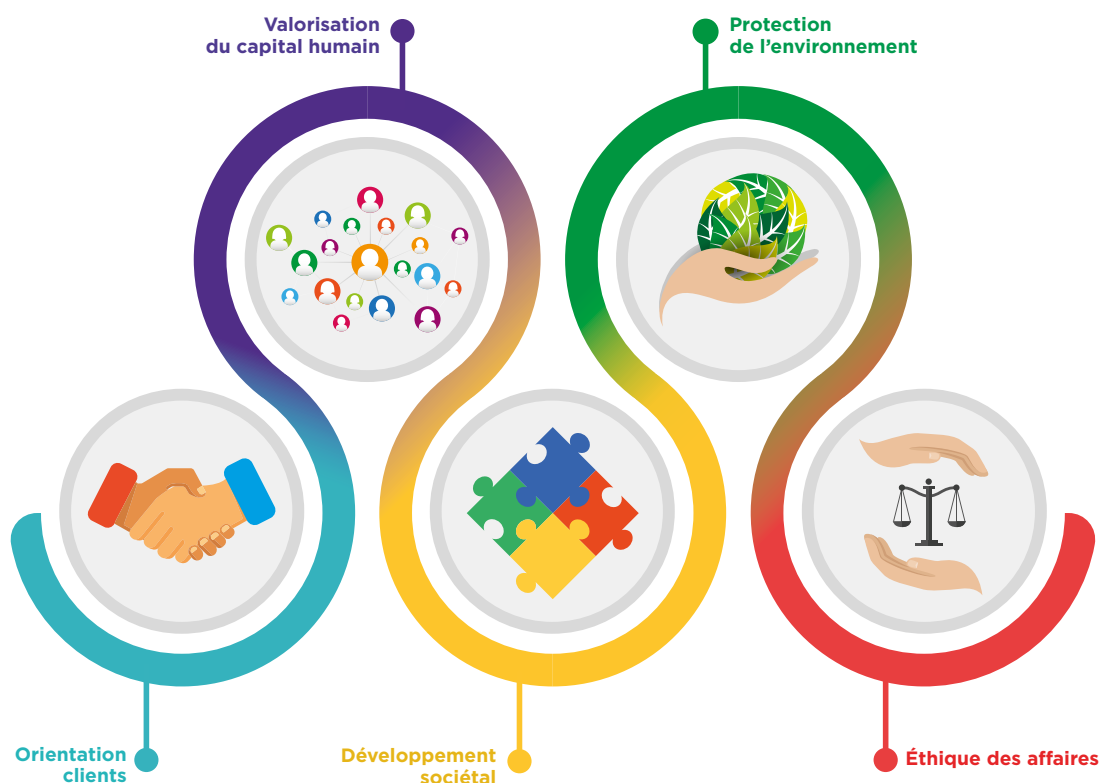 Valorisation
du capital humain
Protection
de l’environnement
Orientation
clients
Développement
sociétal
Éthique des affaires